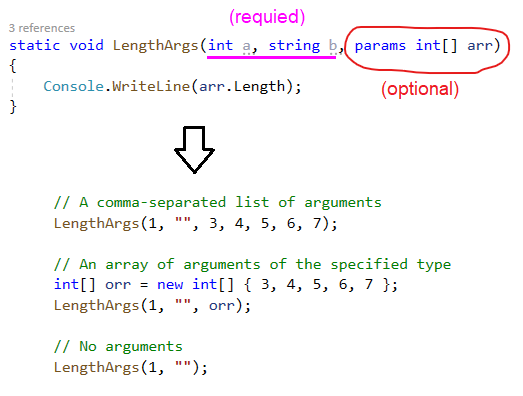 (requied)
3 references
static void LengthArgs(int a, string b, params int[] arr)
{
(optional)
Console.WriteLine(arr.Length);
}
// A comma-separated list of arguments
LengthArgs(1, "", 3, 4, 5, 6, 7);
// An array of arguments of the specified type
int[] orr = new int[] { 3, 4, 5, 6, 7 };
LengthArgs(1, "", orr);
// No arguments
LengthArgs(1, "");